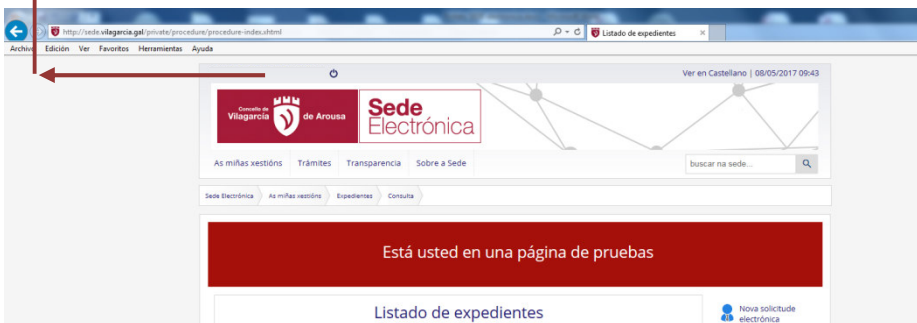 http://sede.vilagarcia.gal/private/procedure/procedure-index.xhtml
Listado de expedientes
Archivo Edición Ver Favoritos Herramientas Ayuda
Ver en Castellano | 08/05/2017 09:43
Concello de
Vilagarcía de Arousa
Sede
Electrónica
As miñas xestións Trámites Transparencia Sobre a Sede
buscar na sede...
Sede Electrónica As miñas xestións Expedientes Consulta
Está usted en una página de pruebas
Listado de expedientes
Nova solicitude
electrónica